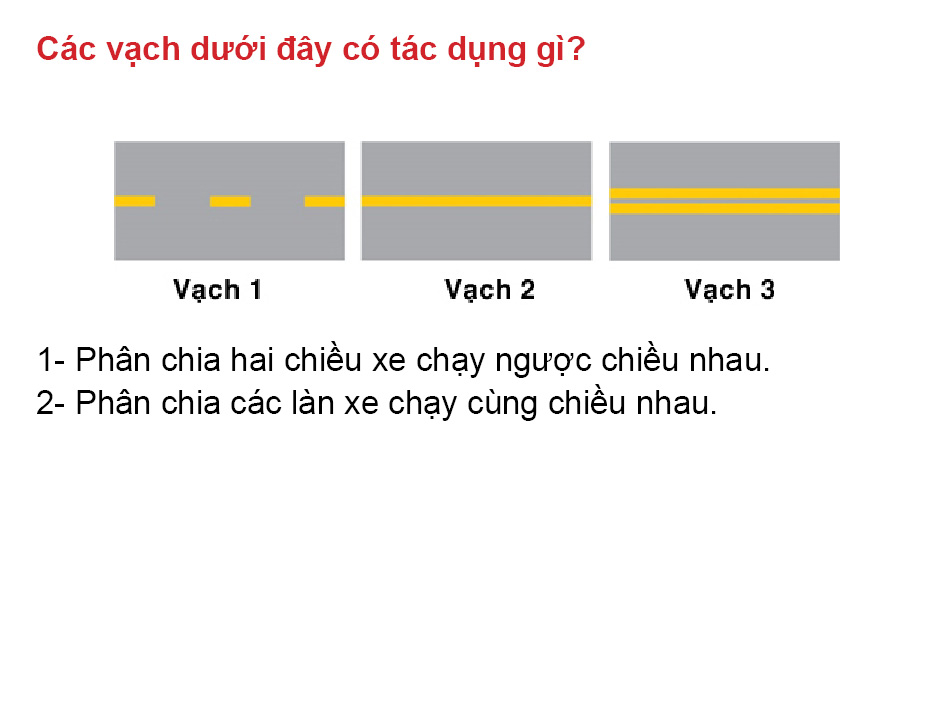 Các vạch dưới đây có tác dụng gì?
Vạch 1 Vạch 2 Vạch 3
1- Phân chia hai chiều xe chạy ngược chiều nhau.
2- Phân chia các làn xe chạy cùng chiều nhau.